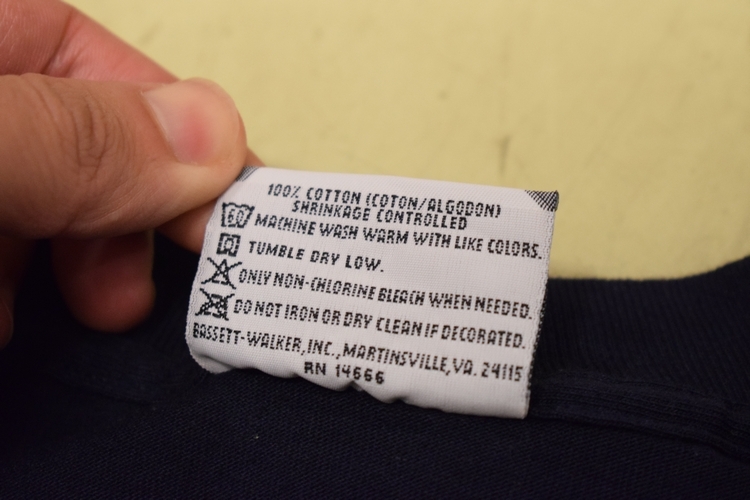 100% COTTON (COTON/ALGODON)
SHRINKAGE CONTROLLED
60 MACHINE WASH WARM WITH LIKE COLORS.
TUMBLE DRY LOW.
ONLY NON-CHLORINE BLEACH WHEN NEEDED.
DO NOT IRON OR DRY CLEAN IF DECORATED.
BASSETT-WALKER, INC., MARTINSVILLE, VA. 24115
RN 14666